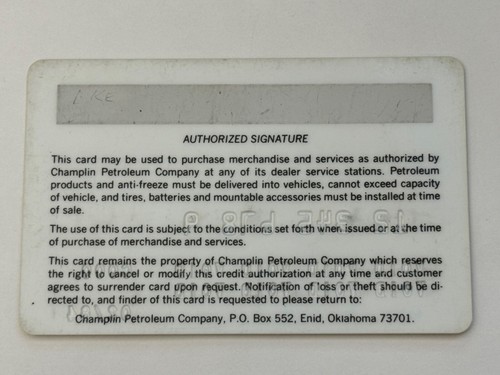 AUTHORIZED SIGNATURE
This card may be used to purchase merchandise and services as authorized by
Champlin Petroleum Company at any of its dealer service stations. Petroleum
products and anti-freeze must be delivered into vehicles, cannot exceed capacity
of vehicle, and tires, batteries and mountable accessories must be installed at time
of sale.
The use of this card is subject to the conditions set forth when issued or at the time
of purchase of merchandise and services.
This card remains the property of Champlin Petroleum Company which reserves
the right to cancel or modify this credit authorization at any time and customer
agrees to surrender card upon request. Notification of loss or theft should be di-
rected to, and finder of this card is requested to please return to:
Champlin Petroleum Company, P.O. Box 552, Enid, Oklahoma 73701.